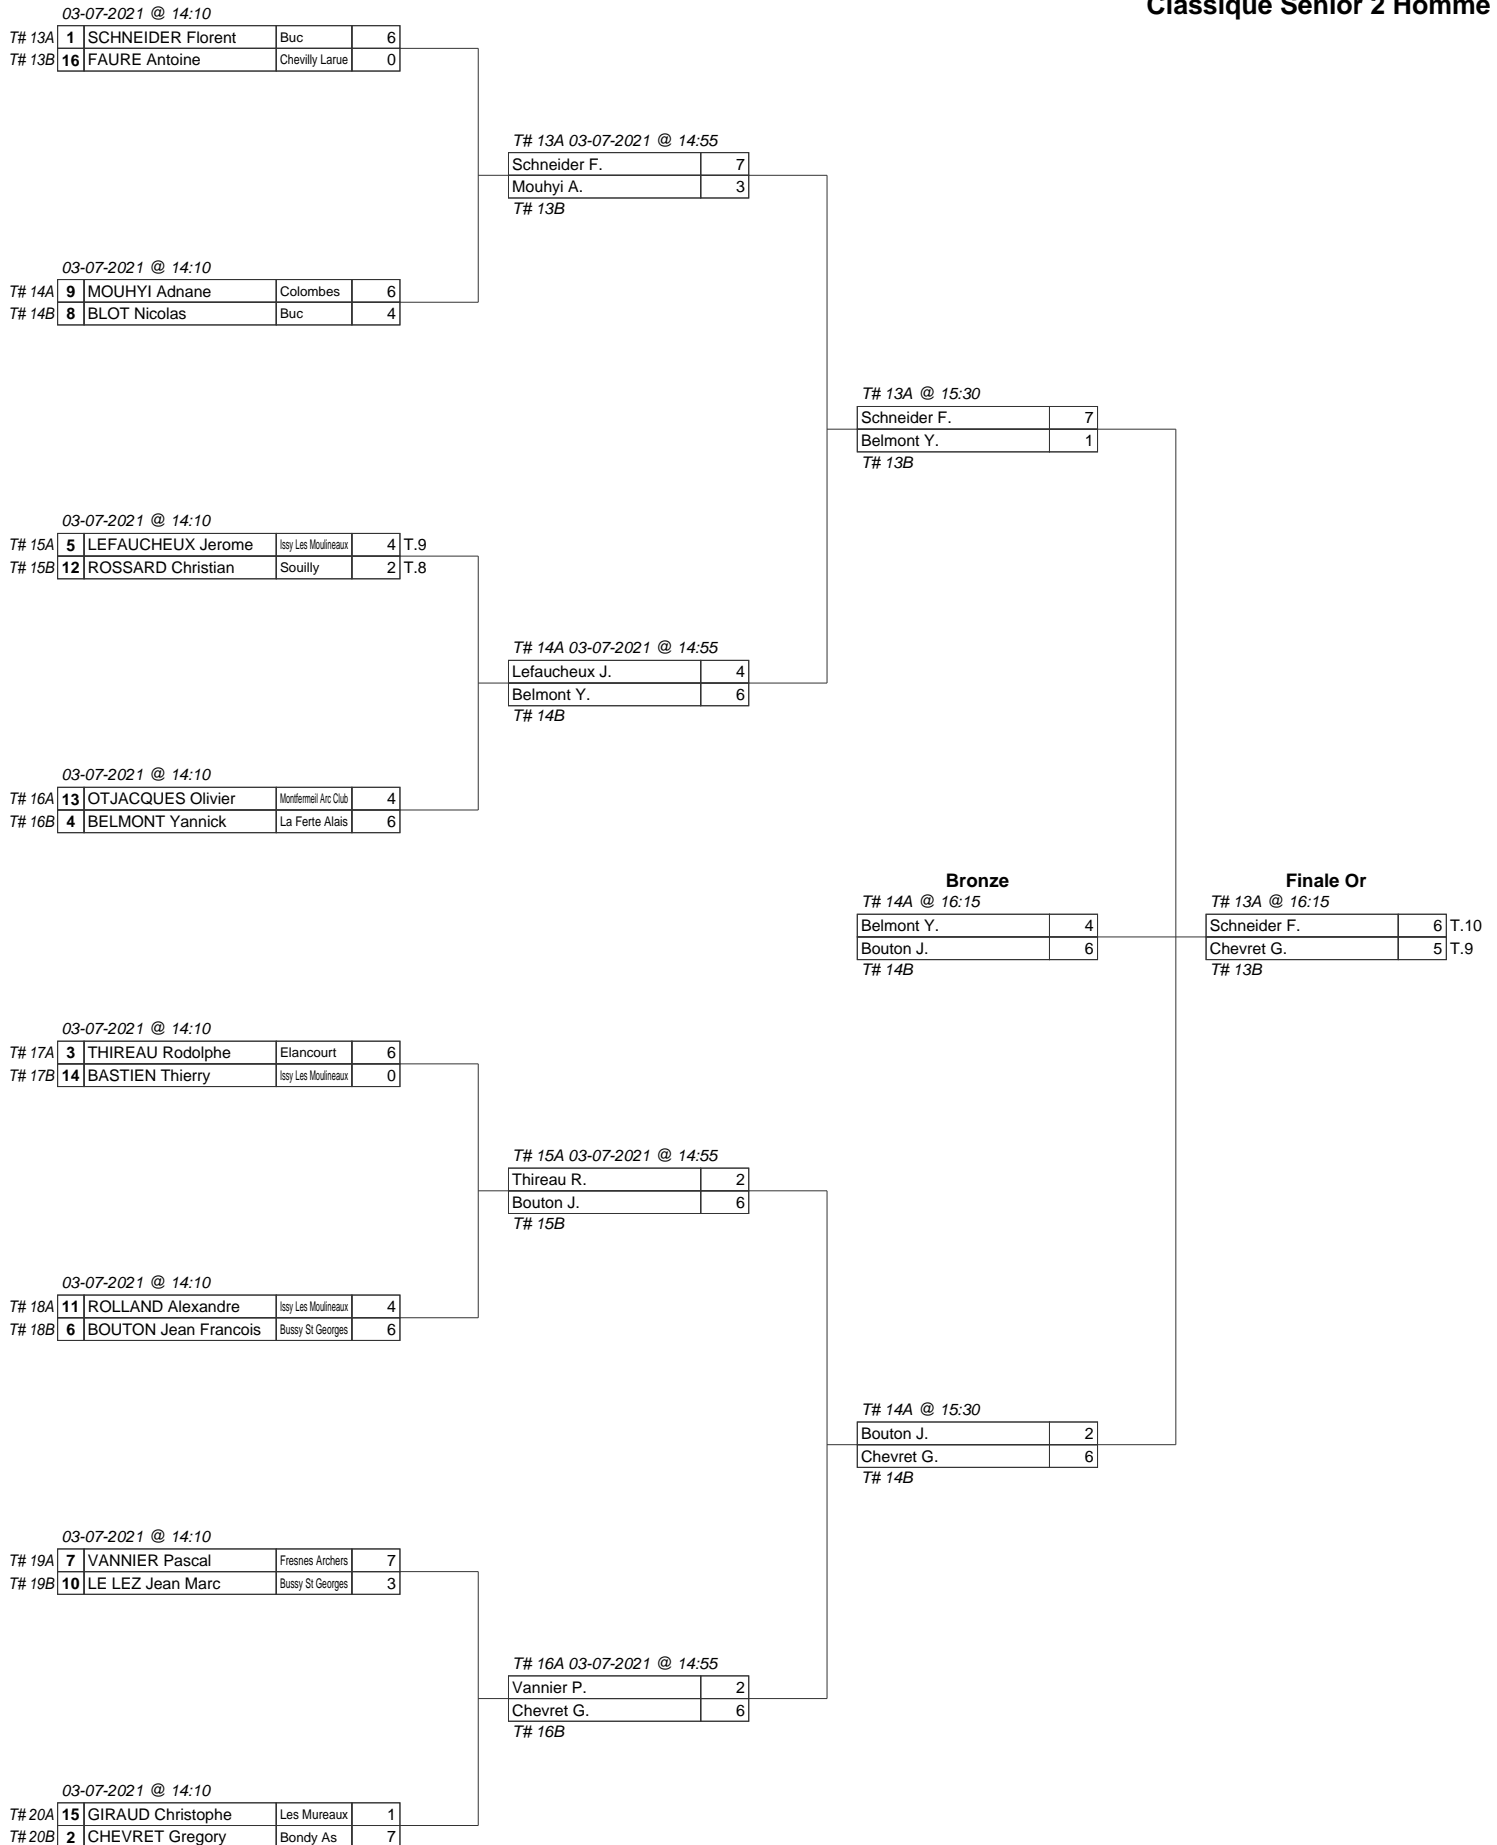 Classique Senior 2 Homme
03-07-2021 @ 14:10
T# 13A 1 SCHNEIDER Florent Buc 6
T# 13B 16 FAURE Antoine Chevilly Larue 0
T# 13A 03-07-2021 @ 14:55
Schneider F. 7
Mouhyi A. 3
T# 13B
03-07-2021 @ 14:10
T# 14A 9 MOUHYI Adnane Colombes 6
T# 14B 8 BLOT Nicolas Buc 4
T# 13A @ 15:30
Schneider F. 7
Belmont Y. 1
T# 13B
03-07-2021 @ 14:10
T# 15A 5 LEFAUCHEUX Jerome Issy Les Moulineaux 4 T.9
T# 15B 12 ROSSARD Christian Souilly 2 T.8
T# 14A 03-07-2021 @ 14:55
Lefaucheux J. 4
Belmont Y. 6
T# 14B
03-07-2021 @ 14:10
T# 16A 13 OTJACQUES Olivier Montfermeil Arc Club 4
T# 16B 4 BELMONT Yannick La Ferte Alais 6
Bronze
T# 14A @ 16:15
Belmont Y. 4
Bouton J. 6
T# 14B
Finale Or
T# 13A @ 16:15
Schneider F. 6 T.10
Chevret G. 5 T.9
T# 13B
03-07-2021 @ 14:10
T# 17A 3 THIREAU Rodolphe Elancourt 6
T# 17B 14 BASTIEN Thierry Issy Les Moulineaux 0
T# 15A 03-07-2021 @ 14:55
Thireau R. 2
Bouton J. 6
T# 15B
03-07-2021 @ 14:10
T# 18A 11 ROLLAND Alexandre Issy Les Moulineaux 4
T# 18B 6 BOUTON Jean Francois Bussy St Georges 6
T# 14A @ 15:30
Bouton J. 2
Chevret G. 6
T# 14B
03-07-2021 @ 14:10
T# 19A 7 VANNIER Pascal Fresnes Archers 7
T# 19B 10 LE LEZ Jean Marc Bussy St Georges 3
T# 16A 03-07-2021 @ 14:55
Vannier P. 2
Chevret G. 6
T# 16B
03-07-2021 @ 14:10
T# 20A 15 GIRAUD Christophe Les Mureaux 1
T# 20B 2 CHEVRET Gregory Bondy As 7